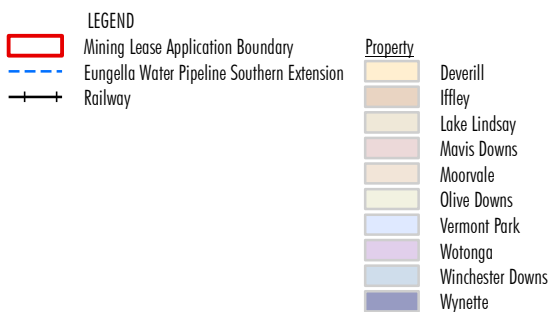 LEGEND
Mining Lease Application Boundary
Eungella Water Pipeline Southern Extension
Railway
Property
Deverill
Iffley
Lake Lindsay
Mavis Downs
Moorvale
Olive Downs
Vermont Park
Wotonga
Winchester Downs
Wynette